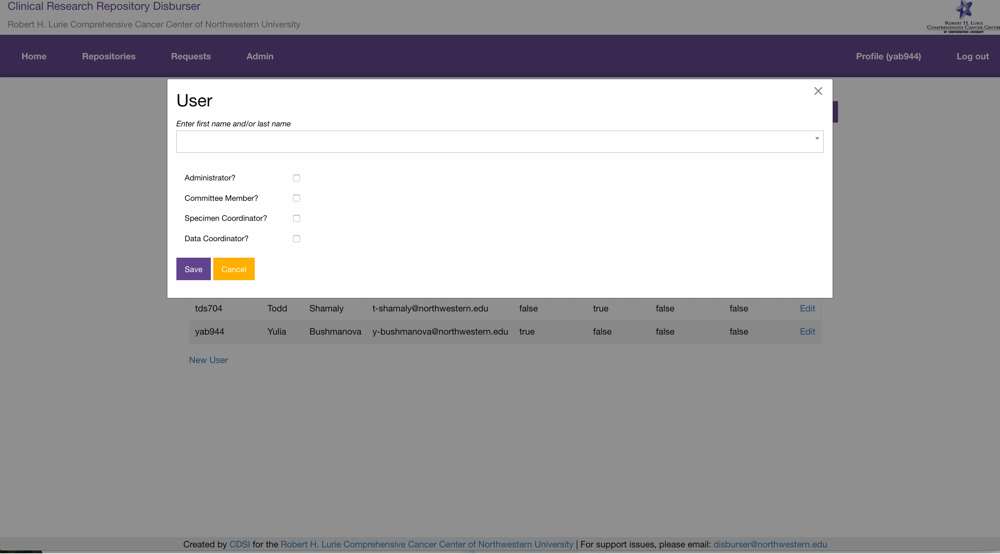 Clinical Research Repository Disburser
Robert H. Lurie Comprehensive Cancer Center of Northwestern University
Robert H. Lurie
Comprehensive Cancer Center
of Northwestern University
Home Repositories Requests Admin Profile (yab944) Log out
User
Enter first name and/or last name
Administrator?
Committee Member?
Specimen Coordinator?
Data Coordinator?
Save Cancel
tds704 Todd Shamaly t-shamaly@northwestern.edu false true false false Edit
yab944 Yulia Bushmanova y-bushmanova@northwestern.edu true false false false Edit
New User
Created by CDSI for the Robert H. Lurie Comprehensive Cancer Center of Northwestern University | For support issues, please email: disburser@northwestern.edu